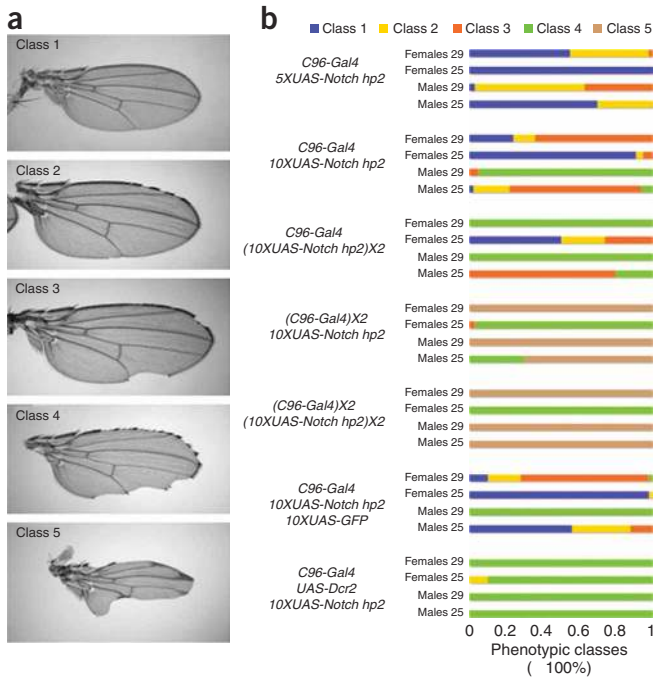 a
Class 1
Class 2
Class 3
Class 4
Class 5
b
Class 1 Class 2 Class 3 Class 4 Class 5
C96-Gal4
5XUAS-Notch hp2
Females 29
Females 25
Males 29
Males 25
C96-Gal4
10XUAS-Notch hp2
Females 29
Females 25
Males 29
Males 25
C96-Gal4
(10XUAS-Notch hp2)X2
Females 29
Females 25
Males 29
Males 25
(C96-Gal4)X2
10XUAS-Notch hp2
Females 29
Females 25
Males 29
Males 25
(C96-Gal4)X2
(10XUAS-Notch hp2)X2
Females 29
Females 25
Males 29
Males 25
C96-Gal4
10XUAS-Notch hp2
10XUAS-GFP
Females 29
Females 25
Males 29
Males 25
C96-Gal4
UAS-Dcr2
10XUAS-Notch hp2
Females 29
Females 25
Males 29
Males 25
0 0.2 0.4 0.6 0.8 1
Phenotypic classes
( 100%)